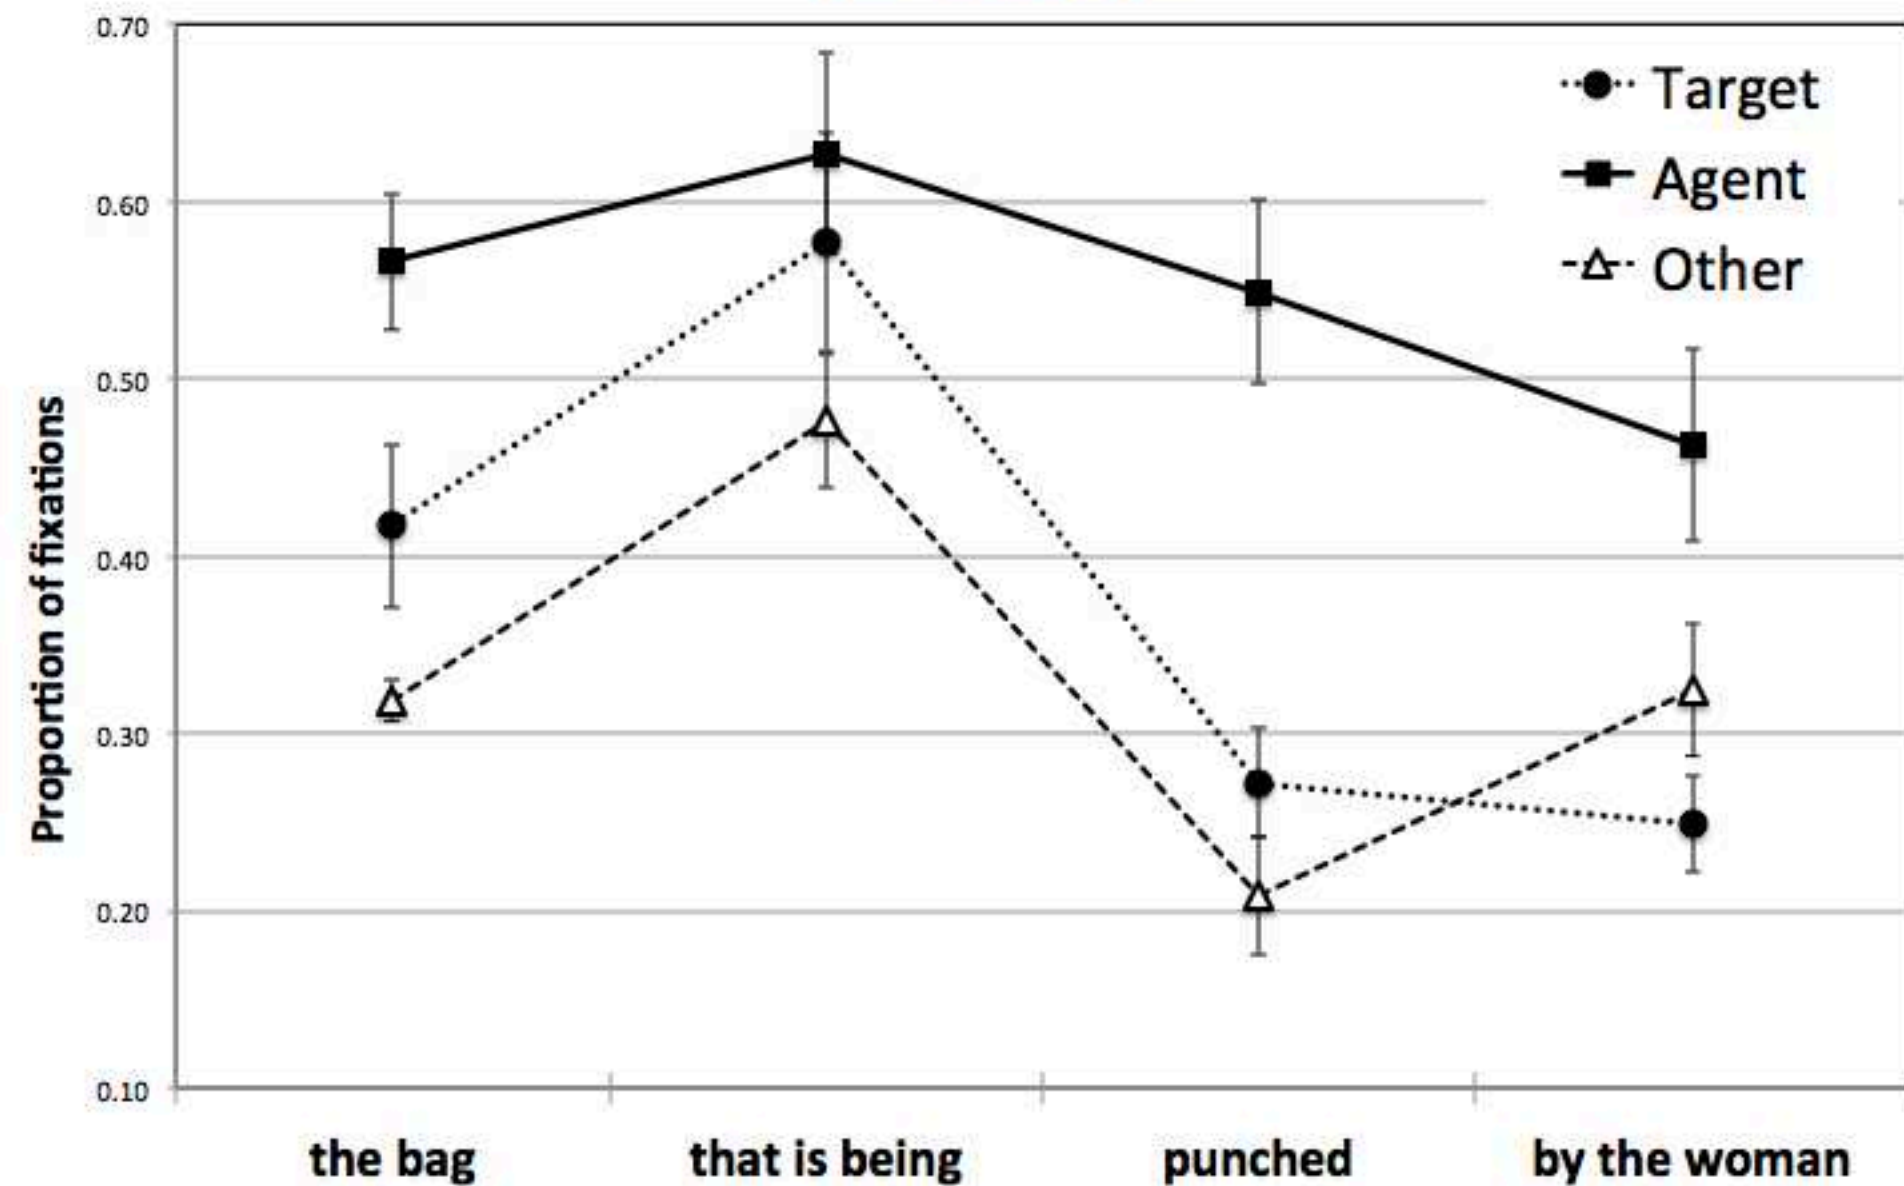 0.70
0.60
0.50
0.40
0.30
0.20
0.10
Proportion of fixations
Target
Agent
Other
the bag
that is being
punched
by the woman